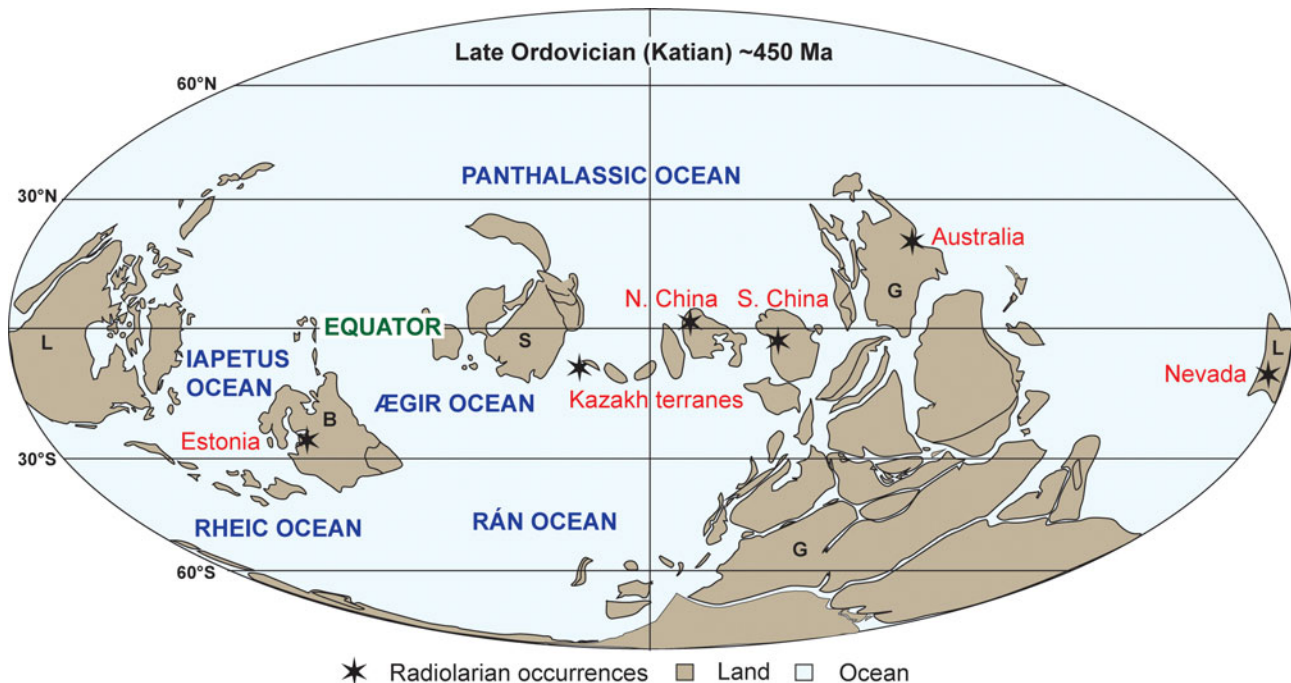 Late Ordovician (Katian) ~450 Ma
60°N
PANTHALASSIC OCEAN
30°N
Australia
N. China
S. China
G
EQUATOR
L
S
L
IAPETUS
OCEAN
Nevada
ÆGIR OCEAN
Kazakh terranes
B
Estonia
30°S
RHEIC OCEAN
RÁN OCEAN
G
60°S
Radiolarian occurrences
Land
Ocean